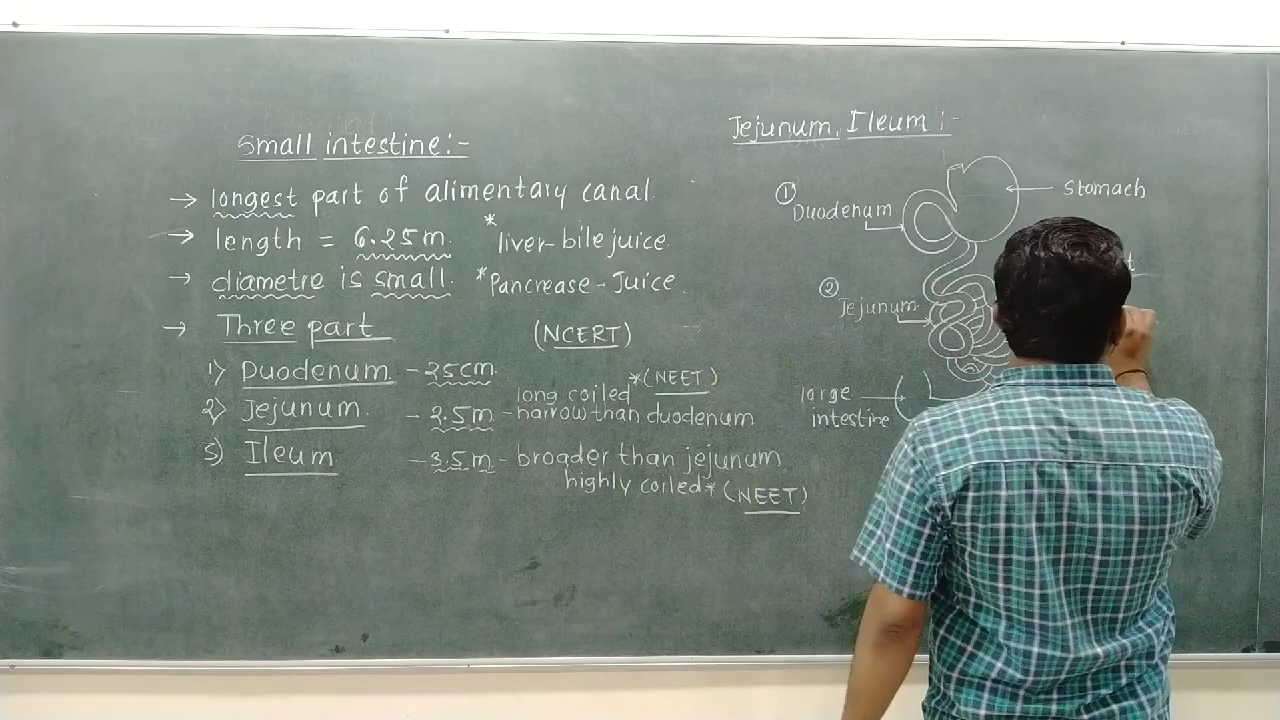 Small intestine:-
→ longest part of alimentary canal.
→ length = 6.25m. * liver-bile juice
→ diametre is small. * Pancrease - Juice.
→ Three part (NCERT)
1) Duodenum - 25cm
2) Jejunum. - 2.5m - long coiled *(NEET)
narrow than duodenum
3) Ileum - 3.5m - broader than jejunum
highly coiled * (NEET)
Jejunum, Ileum :-
Stomach
① Duodenum
② Jejunum.
large
intestine